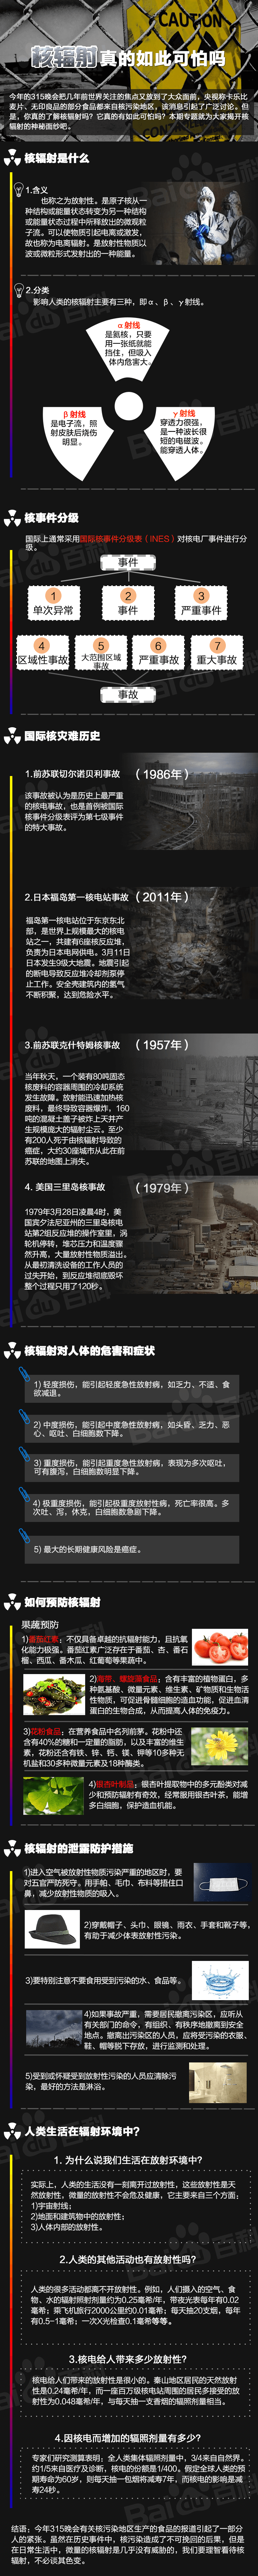 CAUTION
核辐射真的如此可怕吗
今年的315晚会把几年前世界关注的焦点又放到了大众面前，央视称卡乐比
麦片、无印良品的部分食品都来自核污染地区，该消息引起了广泛讨论。但
是，你真的了解核辐射吗？它真的有如此可怕吗？本期专题就为大家揭开核
辐射的神秘面纱吧。
核辐射是什么
1.含义
也称之为放射性。是原子核从一
种结构或能量状态转变为另一种结构
或能量状态过程中所释放出的微观粒
子流。可以使物质引起电离或激发，
故也称为电离辐射。是放射性物质以
波或微粒形式发射出的一种能量。
2.分类
影响人类的核辐射主要有三种，即α、β、γ射线。
α射线
是氦核，只要
用一张纸就能
挡住，但吸入
体内危害大。
β射线
是电子流，照
射皮肤后烧伤
明显。
γ射线
穿透力很强，
是一种波长很
短的电磁波。
能穿透人体。
核事件分级
国际上通常采用国际核事件分级表（INES）对核电厂事件进行分
级。
事件
1
单次异常
2
事件
3
严重事件
4
区域性事故
5
大范围区域
事故
6
严重事故
7
重大事故
事故
国际核灾难历史
1.前苏联切尔诺贝利事故（1986年）
该事故被认为是历史上最严重
的核电事故，也是首例被国际
核事件分级表评为第七级事件
的特大事故。
2.日本福岛第一核电站事故（2011年）
福岛第一核电站位于东京东北
部，是世界上规模最大的核电
站之一，共建有6座核反应堆，
负责为日本电网供电。3月11日
日本发生9级大地震。地震引起
的断电导致反应堆冷却剂泵停
止工作。安全壳建筑内的氢气
不断积聚，达到危险水平。
3.前苏联克什特姆核事故（1957年）
当年秋天，一个装有80吨固态
核废料的容器周围的冷却系统
发生故障。放射能迅速加热核
废料，最终导致容器爆炸，160
吨的混凝土盖子被炸上天并产
生规模庞大的辐射尘云。至少
有200人死于由核辐射导致的
癌症，大约30座城市从此在前
苏联的地图上消失。
4. 美国三里岛核事故（1979年）
1979年3月28日凌晨4时，美
国宾夕法尼亚州的三里岛核电
站第2组反应堆的操作室里，涡
轮机停转，堆芯压力和温度骤
然升高，大量放射性物质溢出。
从最初清洗设备的工作人员的
过失开始，到反应堆彻底毁坏
整个过程只用了120秒。
核辐射对人体的危害和症状
1) 轻度损伤，能引起轻度急性放射病，如乏力、不适、食
欲减退。
2) 中度损伤，能引起中度急性放射病，如头昏、乏力、恶
心、呕吐、白细胞数下降。
3) 重度损伤，能引起重度急性放射病，表现为多次呕吐，
可有腹泻，白细胞数明显下降。
4) 极重度损伤，能引起极重度放射性病，死亡率很高。多
次吐、泻，休克，白细胞数急剧下降。
5) 最大的长期健康风险是癌症。
如何预防核辐射
果蔬预防
1)番茄红素：不仅具备卓越的抗辐射能力，且抗氧
化能力极强。番茄红素广泛存在于番茄、杏、番石
榴、西瓜、番木瓜、红葡萄等果蔬中。
2)海带、螺旋藻食品：含有丰富的植物蛋白，多
种氨基酸、微量元素、维生素、矿物质和生物活
性物质，可促进骨髓细胞的造血功能，促进血清
蛋白的生物合成，从而提高人体的免疫力。
3)花粉食品：在营养食品中名列前茅。花粉中还
含有40%的糖和一定量的脂肪，以及丰富的维生
素，花粉还含有铁、锌、钙、镁、钾等10多种无
机盐和30多种微量元素及18种酶类。
4)银杏叶制品：银杏叶提取物中的多元酚类对减
少和预防辐射有奇效，经常服用银杏叶茶，能增
多白细胞，保护造血机能。
核辐射的泄露防护措施
1)进入空气被放射性物质污染严重的地区时，要
对五官严防死守。用手帕、毛巾、布料等捂住口
鼻，减少放射性物质的吸入。
2)穿戴帽子、头巾、眼镜、雨衣、手套和靴子等，
有助于减少体表放射性污染。
3)要特别注意不要食用受到污染的水、食品等。
4)如果事故严重，需要居民撤离污染区，应听从
有关部门的命令，有组织、有秩序地撤离到安全
地点。撤离出污染区的人员，应将受污染的衣服、
鞋、帽等脱下存放，进行监测和处理。
5)受到或怀疑受到放射性污染的人员应清除污
染，最好的方法是淋浴。
人类生活在辐射环境中？
1. 为什么说我们生活在放射环境中？
实际上，人类的生活没有一刻离开过放射性，这些放射性是天
然放射性，微量的放射性不会危及健康，它主要来自三个方面：
1)宇宙射线；
2)地面和建筑物中的放射性；
3)人体内部的放射性。
2.人类的其他活动也有放射性吗？
人类的很多活动都离不开放射性。例如，人们摄入的空气、食
物、水的辐射照射剂量约为0.25毫希/年，带夜光表每年有0.02
毫希；乘飞机旅行2000公里约0.01毫希；每天抽20支烟，每年
有0.5-1毫希；一次X光检查0.1毫希等等。
3.核电给人带来多少放射性？
核电给人们带来的放射性是很小的。秦山地区居民的天然放射
性是0.24毫希/年，而一座百万级核电站周围的居民多接受的放
射性为0.048毫希/年，与每天抽一支香烟的辐射剂量相当。
4.因核电而增加的辐照剂量有多少？
专家们研究测算表明：全人类集体辐照剂量中，3/4来自自然界。
约1/5来自医疗及诊断，核电的份额是1/400。假定全球人类的预
期寿命为60岁，则每天抽一包烟将减寿7年，而核电的影响是减
寿24秒。
结语：今年315晚会有关核污染地区生产的食品的报道引起了一部分
人的紧张。虽然在历史事件中，核污染造成了不可挽回的后果，但是
在日常生活中，微量的核辐射是几乎没有威胁的，我们要理智看待核
辐射，不必谈其色变。